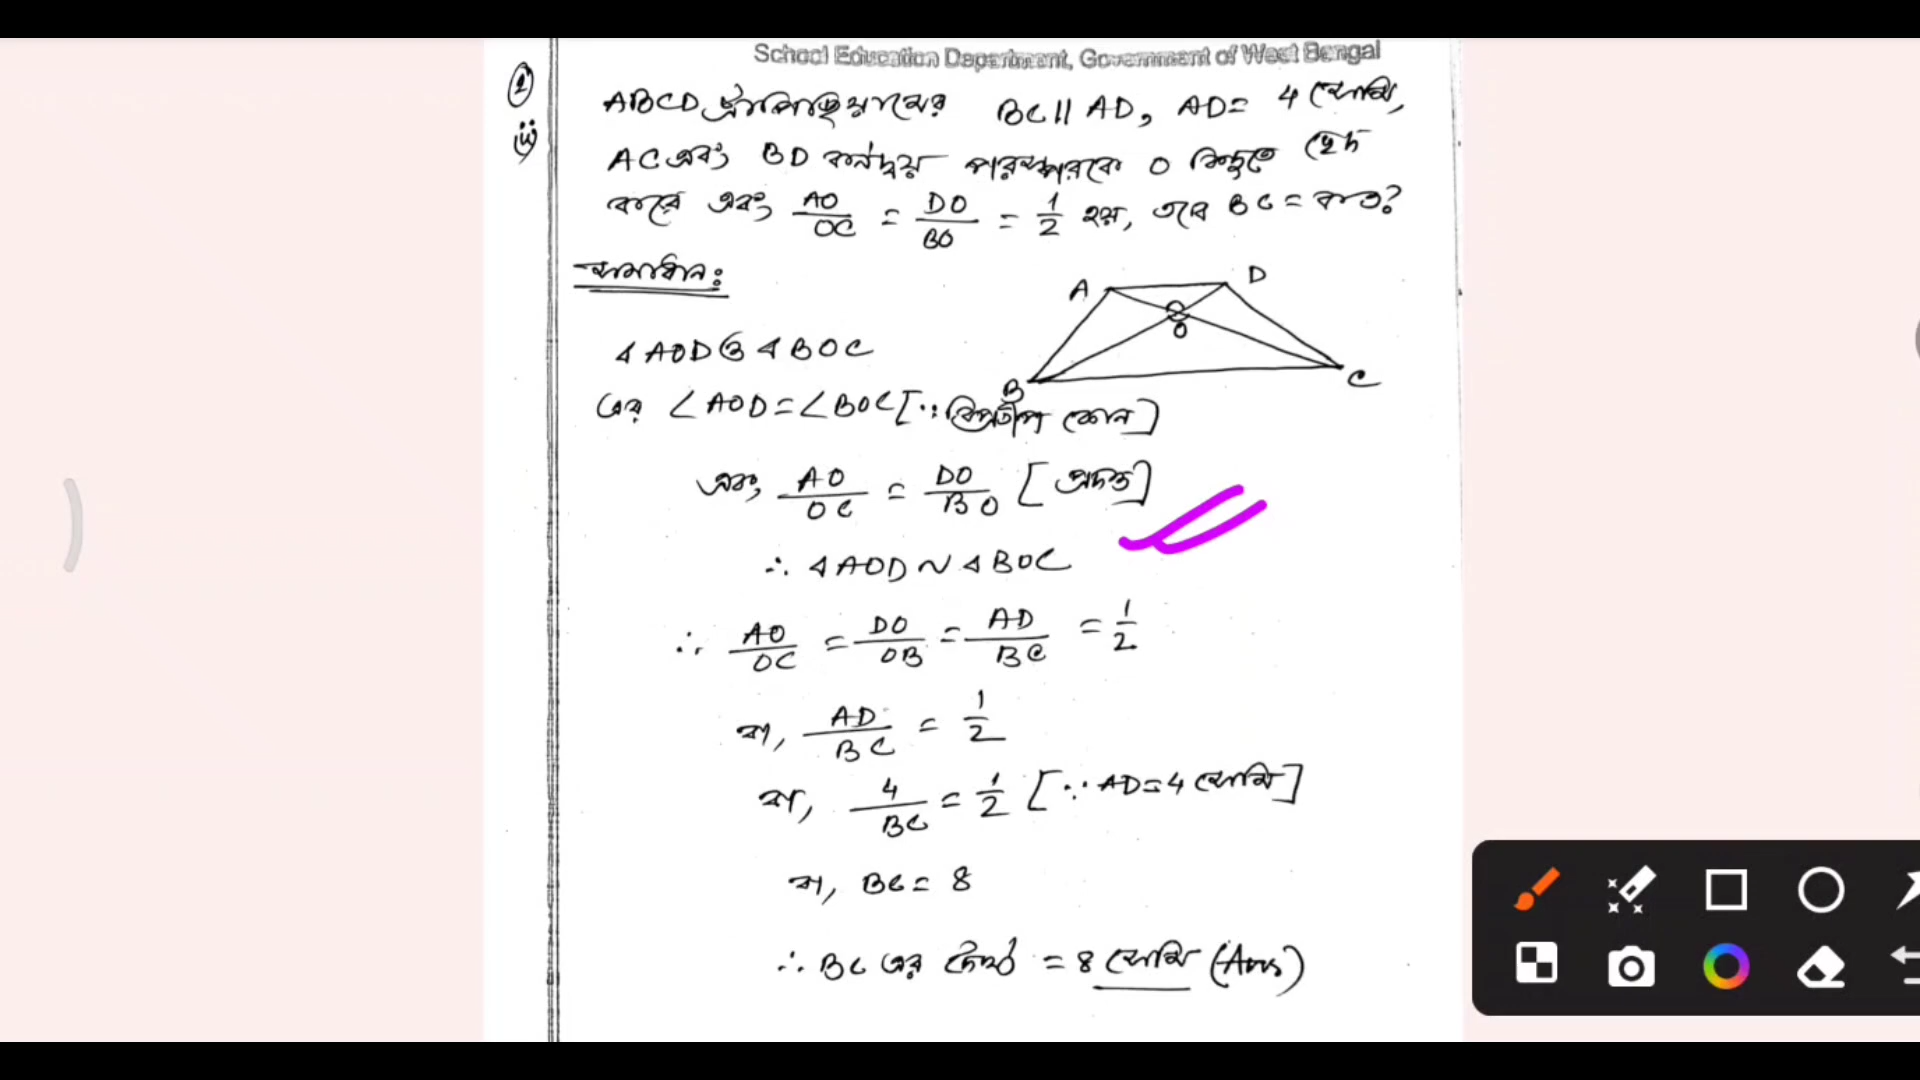 School Education Department, Government of West Bengal
2
(ii)
ABCD ট্রাপিজিয়ামের BC || AD, AD = 4 সেমি,
AC এবং BD কর্ণদ্বয় পরস্পরকে O বিন্দুতে ছেদ
করে এবং AO/OC = DO/BO = 1/2 হয়, তবে BC = কত?
সমাধান :
A D
O
B C
△AOD ও △BOC
এর ∠AOD = ∠BOC [∵ বিপ্রতীপ কোন]
এবং, AO/OC = DO/BO [প্রদত্ত]
∴ △AOD ~ △BOC
∴ AO/OC = DO/OB = AD/BC = 1/2
বা, AD/BC = 1/2
বা, 4/BC = 1/2 [∵ AD = 4 সেমি]
বা, BC = 8
∴ BC এর দৈর্ঘ্য = 8 সেমি (Ans)